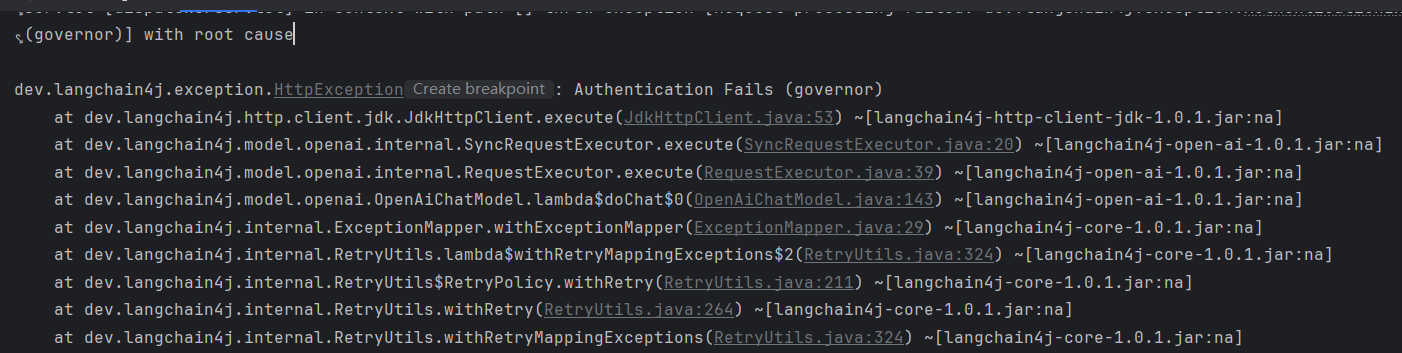 (governor)] with root cause
dev.langchain4j.exception.HttpException Create breakpoint : Authentication Fails (governor)
at dev.langchain4j.http.client.jdk.JdkHttpClient.execute(JdkHttpClient.java:53) ~[langchain4j-http-client-jdk-1.0.1.jar:na]
at dev.langchain4j.model.openai.internal.SyncRequestExecutor.execute(SyncRequestExecutor.java:20) ~[langchain4j-open-ai-1.0.1.jar:na]
at dev.langchain4j.model.openai.internal.RequestExecutor.execute(RequestExecutor.java:39) ~[langchain4j-open-ai-1.0.1.jar:na]
at dev.langchain4j.model.openai.OpenAiChatModel.lambda$doChat$0(OpenAiChatModel.java:143) ~[langchain4j-open-ai-1.0.1.jar:na]
at dev.langchain4j.internal.ExceptionMapper.withExceptionMapper(ExceptionMapper.java:29) ~[langchain4j-core-1.0.1.jar:na]
at dev.langchain4j.internal.RetryUtils.lambda$withRetryMappingExceptions$2(RetryUtils.java:324) ~[langchain4j-core-1.0.1.jar:na]
at dev.langchain4j.internal.RetryUtils$RetryPolicy.withRetry(RetryUtils.java:211) ~[langchain4j-core-1.0.1.jar:na]
at dev.langchain4j.internal.RetryUtils.withRetry(RetryUtils.java:264) ~[langchain4j-core-1.0.1.jar:na]
at dev.langchain4j.internal.RetryUtils.withRetryMappingExceptions(RetryUtils.java:324) ~[langchain4j-core-1.0.1.jar:na]